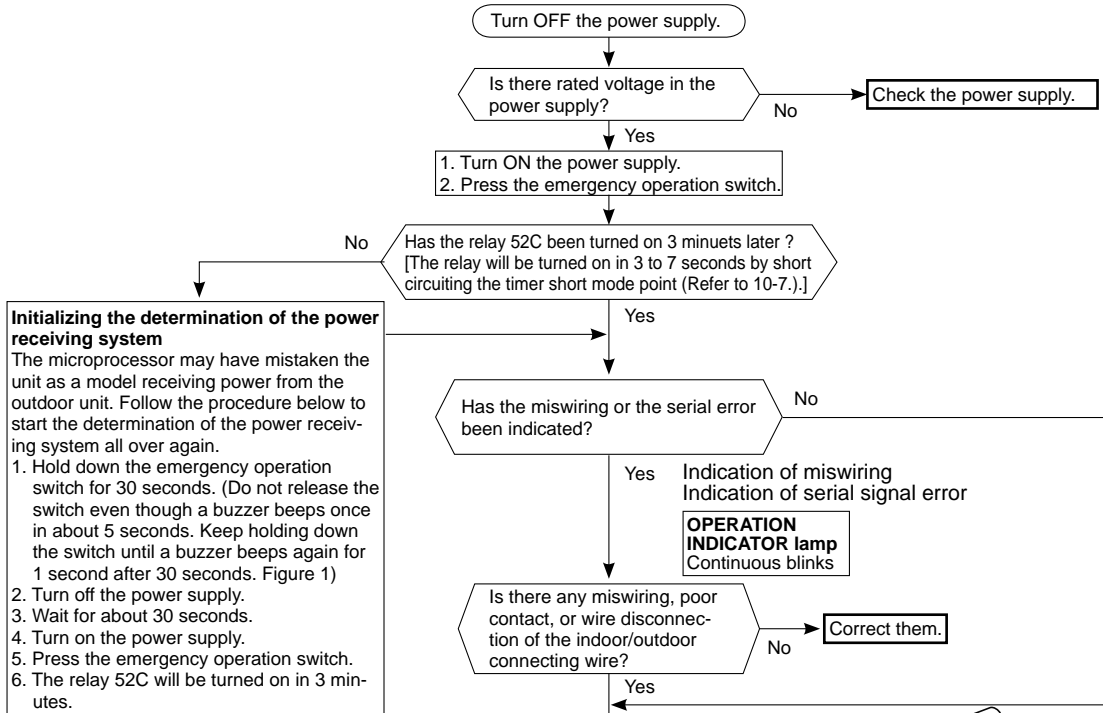 Turn OFF the power supply.
Is there rated voltage in the
power supply?
No
Check the power supply.
Yes
1. Turn ON the power supply.
2. Press the emergency operation switch.
No
Has the relay 52C been turned on 3 minuets later ?
[The relay will be turned on in 3 to 7 seconds by short
circuiting the timer short mode point (Refer to 10-7.).]
Yes
Initializing the determination of the power
receiving system
The microprocessor may have mistaken the
unit as a model receiving power from the
outdoor unit. Follow the procedure below to
start the determination of the power receiv-
ing system all over again.
1. Hold down the emergency operation
switch for 30 seconds. (Do not release the
switch even though a buzzer beeps once
in about 5 seconds. Keep holding down
the switch until a buzzer beeps again for
1 second after 30 seconds. Figure 1)
2. Turn off the power supply.
3. Wait for about 30 seconds.
4. Turn on the power supply.
5. Press the emergency operation switch.
6. The relay 52C will be turned on in 3 min-
utes.
Has the miswiring or the serial error
been indicated?
No
Yes
Indication of miswiring
Indication of serial signal error
OPERATION
INDICATOR lamp
Continuous blinks
Is there any miswiring, poor
contact, or wire disconnec-
tion of the indoor/outdoor
connecting wire?
No
Correct them.
Yes